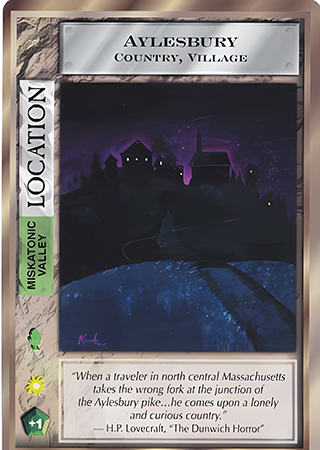 AYLESBURY
COUNTRY, VILLAGE
LOCATION
MISKATONIC
VALLEY
+1
"When a traveler in north central Massachusetts
takes the wrong fork at the junction of
the Aylesbury pike...he comes upon a lonely
and curious country."
— H.P. Lovecraft, "The Dunwich Horror"